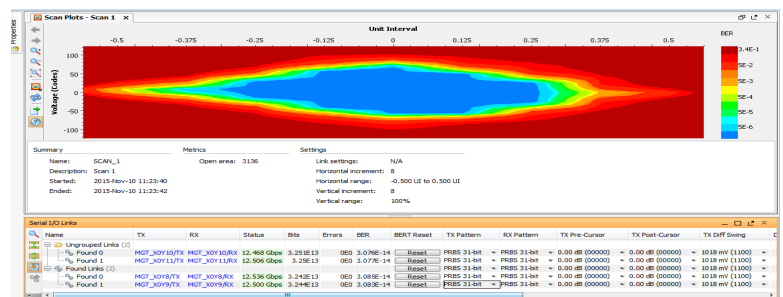 Properties
Scan Plots - Scan 1
Unit Interval
-0.5 -0.375 -0.25 -0.125 0 0.125 0.25 0.375 0.5
BER
Voltage (Codes)
100
50
0
-50
-100
3.4E-1
5E-2
5E-3
5E-4
5E-5
5E-6
Summary Metrics Settings
Name: SCAN_1 Open area: 3136 Link settings: N/A
Description: Scan 1 Horizontal increment: 8
Started: 2015-Nov-10 11:23:40 Horizontal range: -0.500 UI to 0.500 UI
Ended: 2015-Nov-10 11:23:42 Vertical increment: 8
Vertical range: 100%
Serial I/O Links
Name TX RX Status Bits Errors BER BERT Reset TX Pattern RX Pattern TX Pre-Cursor TX Post-Cursor TX Diff Swing D
Ungrouped Links (2)
Found 0 MGT_X0Y10/TX MGT_X0Y10/RX 12.468 Gbps 3.251E13 0E0 3.076E-14 Reset PRBS 31-bit PRBS 31-bit 0.00 dB (00000) 0.00 dB (00000) 1018 mV (1100)
Found 1 MGT_X0Y11/TX MGT_X0Y11/RX 12.506 Gbps 3.25E13 0E0 3.077E-14 Reset PRBS 31-bit PRBS 31-bit 0.00 dB (00000) 0.00 dB (00000) 1018 mV (1100)
Found Links (2)
Found 0 MGT_X0Y8/TX MGT_X0Y8/RX 12.536 Gbps 3.242E13 0E0 3.085E-14 Reset PRBS 31-bit PRBS 31-bit 0.00 dB (00000) 0.00 dB (00000) 1018 mV (1100)
Found 1 MGT_X0Y9/TX MGT_X0Y9/RX 12.500 Gbps 3.244E13 0E0 3.083E-14 Reset PRBS 31-bit PRBS 31-bit 0.00 dB (00000) 0.00 dB (00000) 1018 mV (1100)